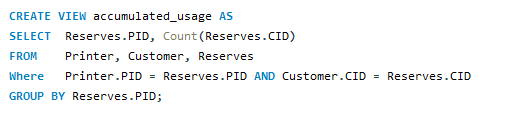 CREATE VIEW accumulated_usage AS
SELECT Reserves.PID, Count(Reserves.CID)
FROM Printer, Customer, Reserves
Where Printer.PID = Reserves.PID AND Customer.CID = Reserves.CID
GROUP BY Reserves.PID;